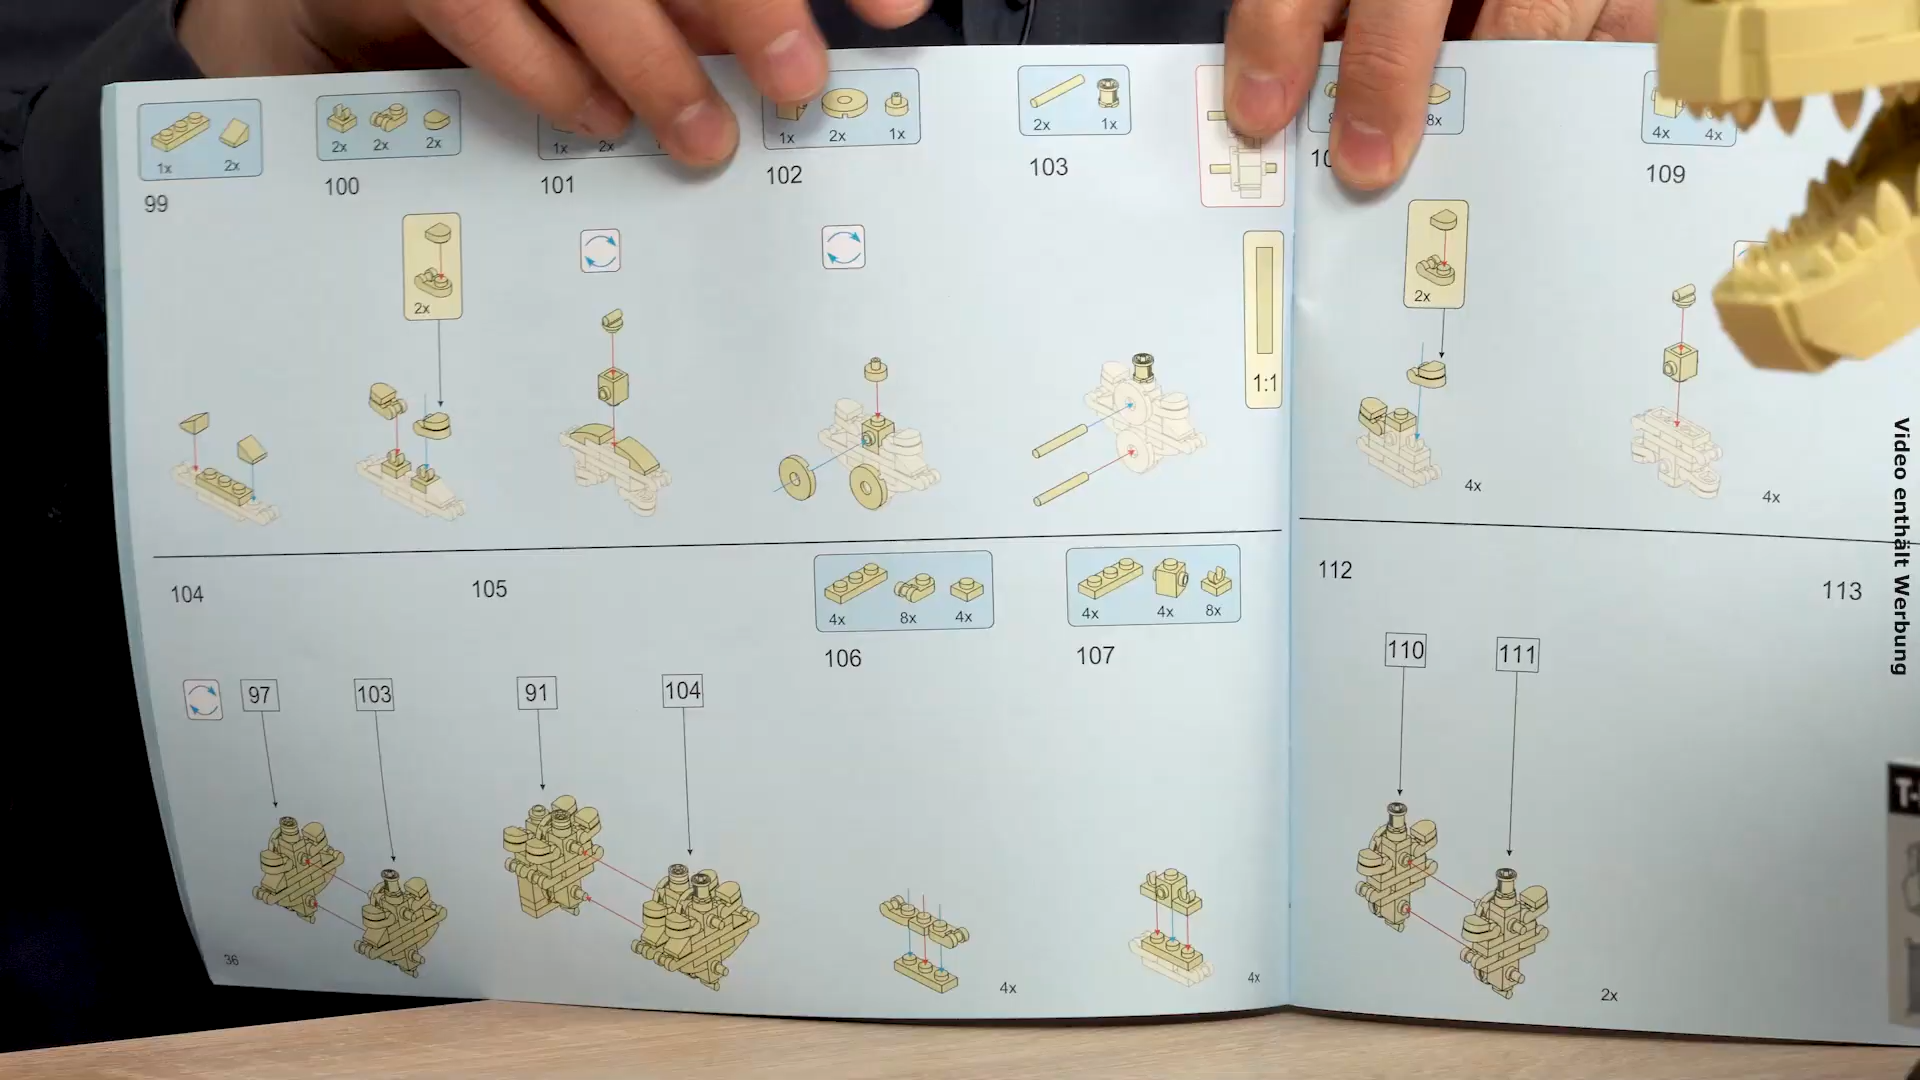 1x 2x
99
2x 2x 2x
100
1x 2x
101
1x 2x 1x
102
2x 1x
103
8x
10
4x 4x
109
2x
1:1
2x
4x
4x
104
105
4x 8x 4x
106
4x 4x 8x
107
112
113
97 103
91 104
110 111
36
4x
4x
2x
Video enthält Werbung
T-